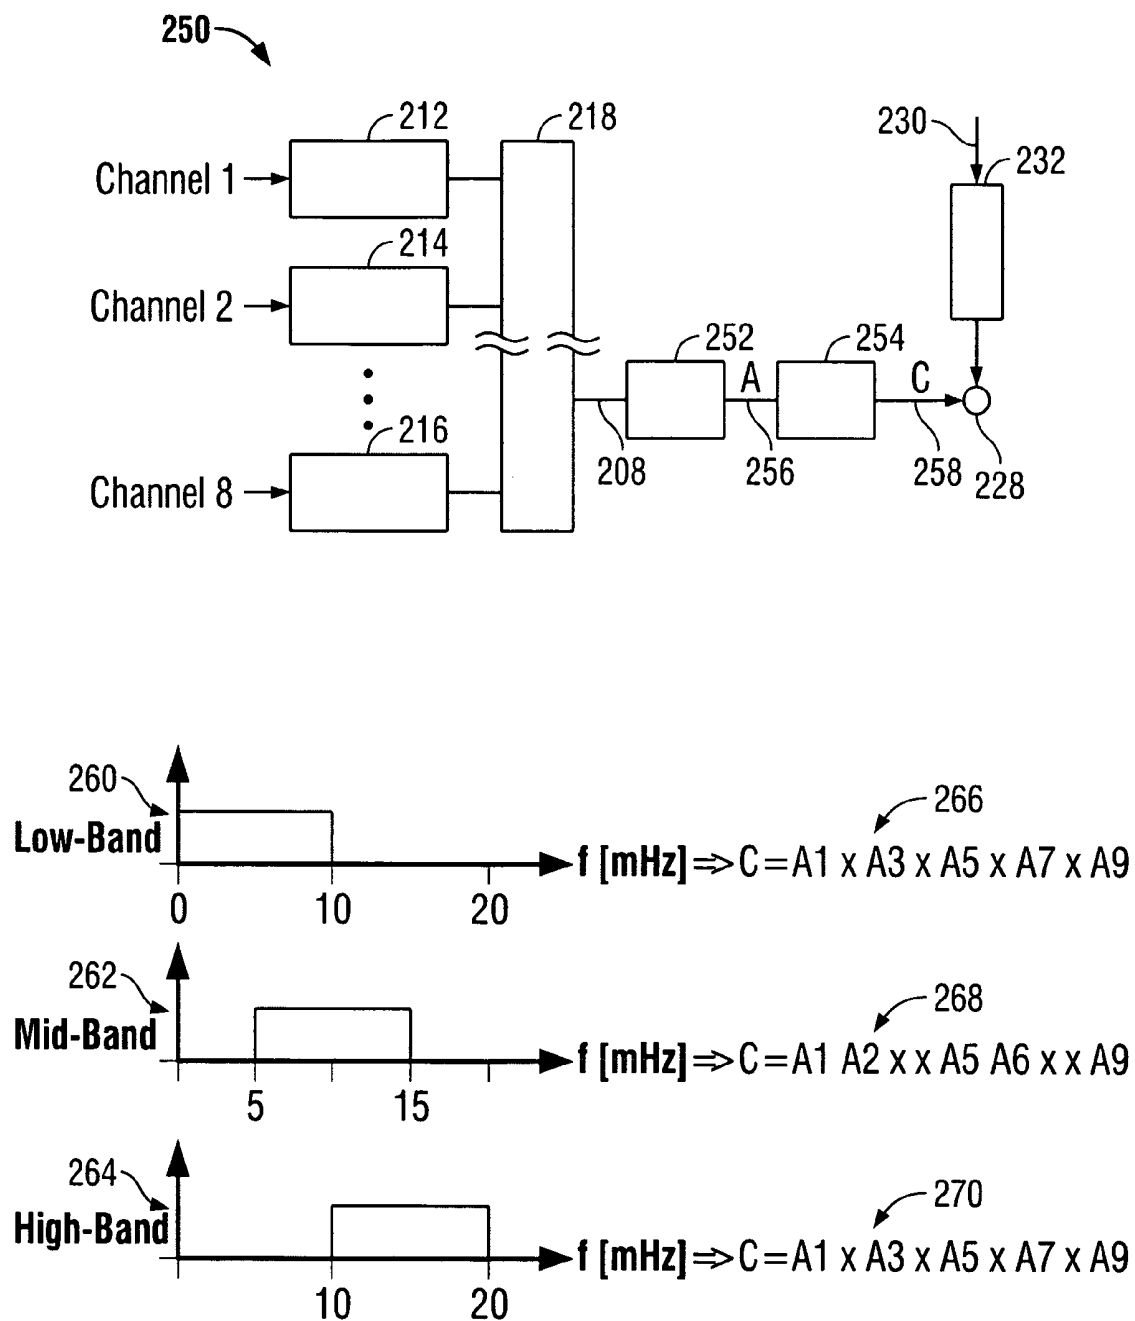 250
212
218
230
232
Channel 1
214
Channel 2
252
254
A
C
216
208
256
258
228
Channel 8
260
266
Low-Band
f [mHz] ⇒ C = A1 x A3 x A5 x A7 x A9
0 10 20
262
268
Mid-Band
f [mHz] ⇒ C = A1 A2 x x A5 A6 x x A9
5 15
264
270
High-Band
f [mHz] ⇒ C = A1 x A3 x A5 x A7 x A9
10 20